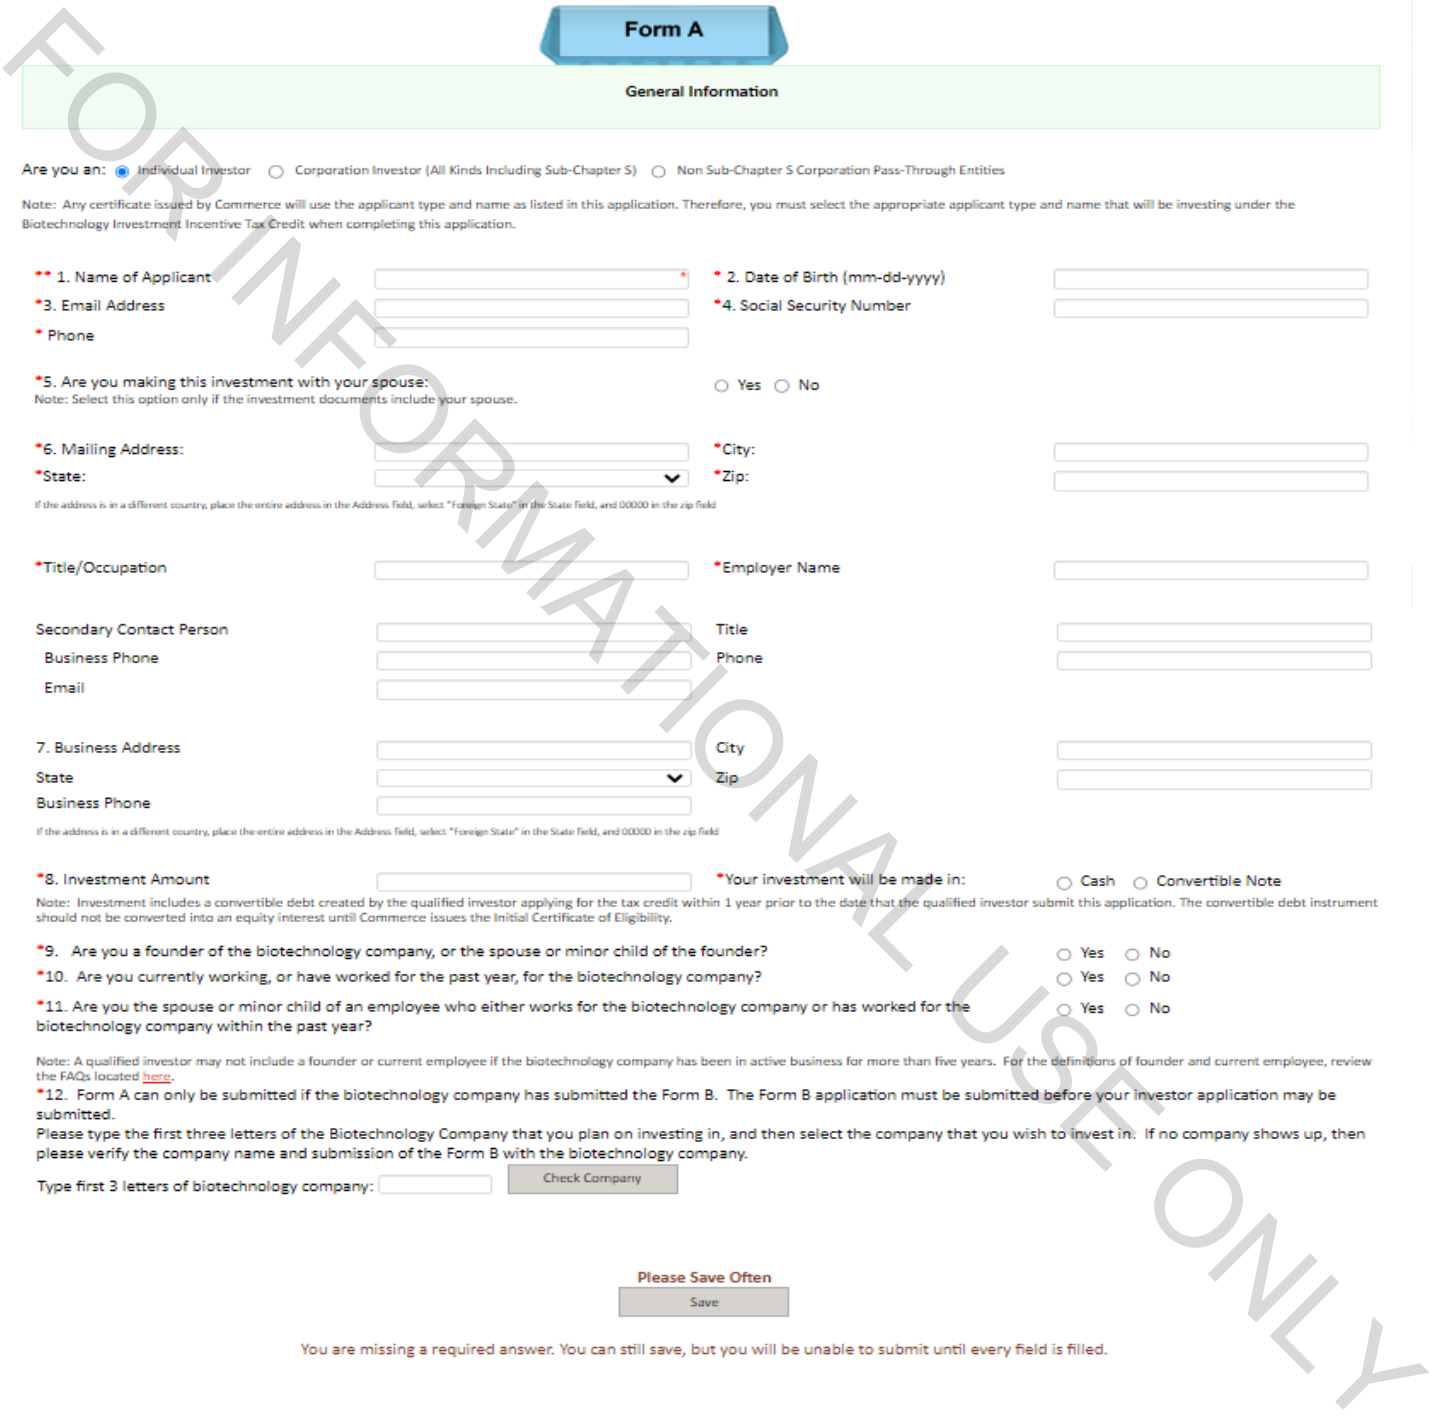 Form A
General Information
Are you an: Individual Investor Corporation Investor (All Kinds Including Sub-Chapter S) Non Sub-Chapter S Corporation Pass-Through Entities
Note: Any certificate issued by Commerce will use the applicant type and name as listed in this application. Therefore, you must select the appropriate applicant type and name that will be investing under the
Biotechnology Investment Incentive Tax Credit when completing this application.
** 1. Name of Applicant * * 2. Date of Birth (mm-dd-yyyy)
*3. Email Address *4. Social Security Number
* Phone
*5. Are you making this investment with your spouse: Yes No
Note: Select this option only if the investment documents include your spouse.
*6. Mailing Address: *City:
*State: *Zip:
If the address is in a different country, place the entire address in the Address field, select "Foreign State" in the State field, and 00000 in the zip field
*Title/Occupation *Employer Name
Secondary Contact Person Title
Business Phone Phone
Email
7. Business Address City
State Zip
Business Phone
If the address is in a different country, place the entire address in the Address field, select "Foreign State" in the State field, and 00000 in the zip field
*8. Investment Amount *Your investment will be made in: Cash Convertible Note
Note: Investment includes a convertible debt created by the qualified investor applying for the tax credit within 1 year prior to the date that the qualified investor submit this application. The convertible debt instrument
should not be converted into an equity interest until Commerce issues the Initial Certificate of Eligibility.
*9. Are you a founder of the biotechnology company, or the spouse or minor child of the founder? Yes No
*10. Are you currently working, or have worked for the past year, for the biotechnology company? Yes No
*11. Are you the spouse or minor child of an employee who either works for the biotechnology company or has worked for the Yes No
biotechnology company within the past year?
Note: A qualified investor may not include a founder or current employee if the biotechnology company has been in active business for more than five years. For the definitions of founder and current employee, review
the FAQs located here.
*12. Form A can only be submitted if the biotechnology company has submitted the Form B. The Form B application must be submitted before your investor application may be
submitted.
Please type the first three letters of the Biotechnology Company that you plan on investing in, and then select the company that you wish to invest in. If no company shows up, then
please verify the company name and submission of the Form B with the biotechnology company.
Type first 3 letters of biotechnology company: Check Company
Please Save Often
Save
You are missing a required answer. You can still save, but you will be unable to submit until every field is filled.
FOR INFORMATIONAL USE ONLY